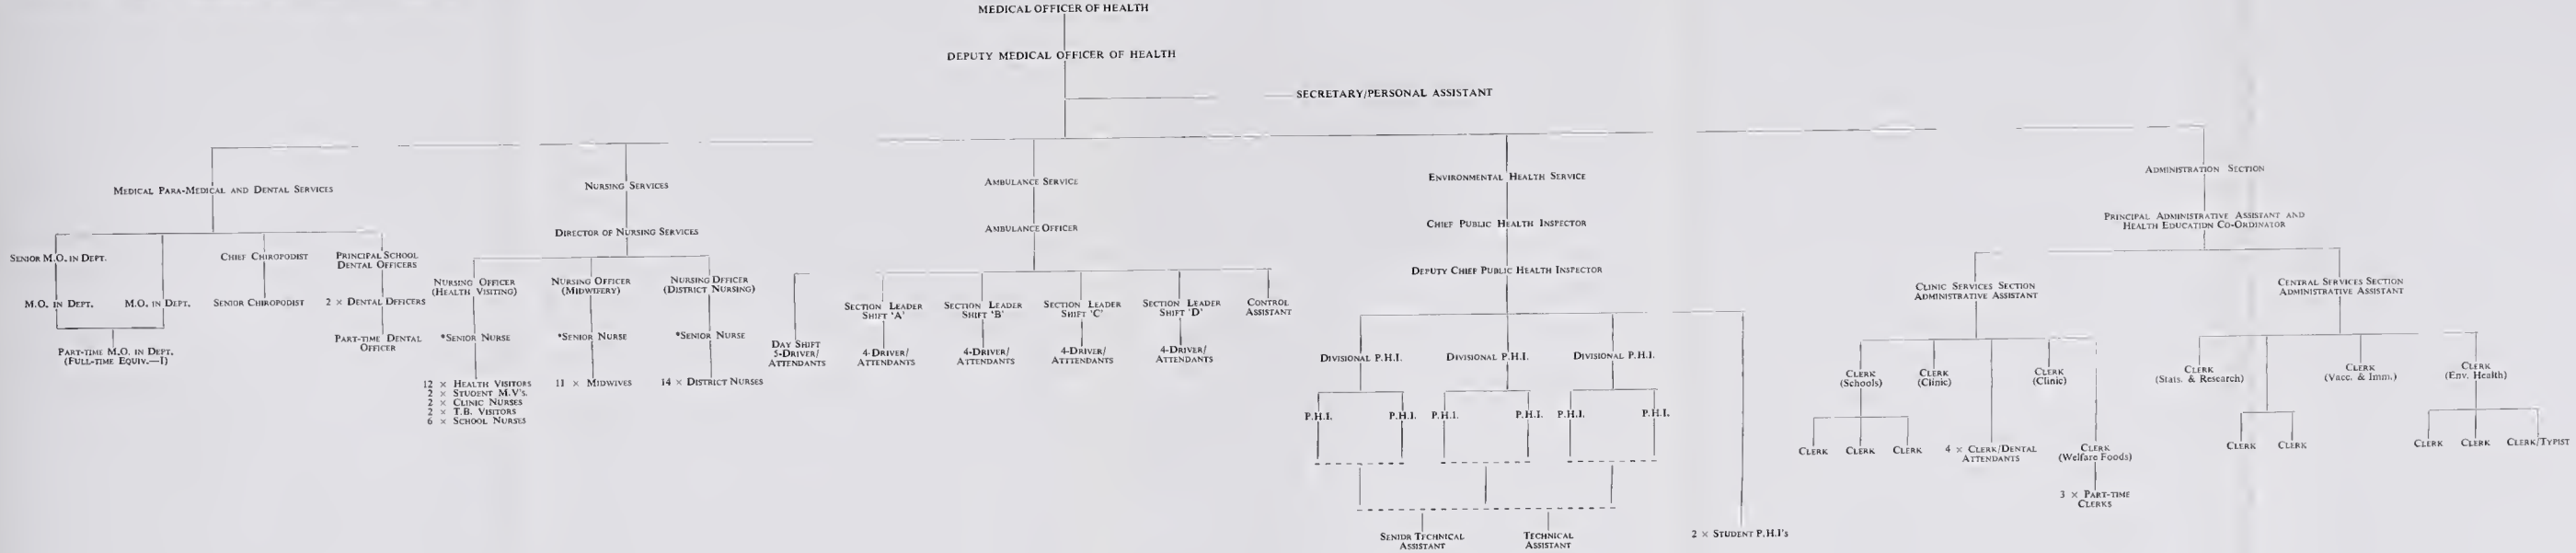 MEDICAL OFFICER OF HEALTH
DEPUTY MEDICAL OFFICER OF HEALTH
SECRETARY/PERSONAL ASSISTANT
MEDICAL PARA-MEDICAL AND DENTAL SERVICES
SENIOR M.O. IN DEPT.
M.O. IN DEPT.
M.O. IN DEPT.
PART-TIME M.O. IN DEPT.
(FULL-TIME EQUIV.—I)
CHIEF CHIROPODIST
SENIOR CHIROPODIST
PRINCIPAL SCHOOL
DENTAL OFFICERS
2 × DENTAL OFFICERS
PART-TIME DENTAL
OFFICER
NURSING SERVICES
DIRECTOR OF NURSING SERVICES
NURSING OFFICER
(HEALTH VISITING)
*SENIOR NURSE
12 × HEALTH VISITORS
2 × STUDENT M.V'S.
2 × CLINIC NURSES
2 × T.B. VISITORS
6 × SCHOOL NURSES
NURSING OFFICER
(MIDWIFERY)
*SENIOR NURSE
11 × MIDWIVES
NURSING OFFICER
(DISTRICT NURSING)
*SENIOR NURSE
14 × DISTRICT NURSES
AMBULANCE SERVICE
AMBULANCE OFFICER
DAY SHIFT
5-DRIVER/
ATTENDANTS
SECTION LEADER
SHIFT 'A'
4-DRIVER/
ATTENDANTS
SECTION LEADER
SHIFT 'B'
4-DRIVER/
ATTENDANTS
SECTION LEADER
SHIFT 'C'
4-DRIVER/
ATTTENDANTS
SECTION LEADER
SHIFT 'D'
4-DRIVER/
ATTENDANTS
CONTROL
ASSISTANT
ENVIRONMENTAL HEALTH SERVICE
CHIEF PUBLIC HEALTH INSPECTOR
DEPUTY CHIEF PUBLIC HEALTH INSPECTOR
DIVISIONAL P.H.I.
DIVISIONAL P.H.I.
DIVISIONAL P.H.I.
P.H.I.
P.H.I.
P.H.I.
P.H.I.
P.H.I.
P.H.I.
SENIOR TECHNICAL
ASSISTANT
TECHNICAL
ASSISTANT
2 × STUDENT P.H.I's
ADMINISTRATION SECTION
PRINCIPAL ADMINISTRATIVE ASSISTANT AND
HEALTH EDUCATION CO-ORDINATOR
CLINIC SERVICES SECTION
ADMINISTRATIVE ASSISTANT
CLERK
(Schools)
CLERK
CLERK
CLERK
CLERK
(Clinic)
4 × CLERK/DENTAL
ATTENDANTS
CLERK
(Clinic)
CLERK
(Welfare Foods)
3 × PART-TIME
CLERKS
CENTRAL SERVICES SECTION
ADMINISTRATIVE ASSISTANT
CLERK
(Stats. & Research)
CLERK
CLERK
CLERK
(Vacc. & Imm.)
CLERK
(Env. Health)
CLERK
CLERK
CLERK/TYPIST